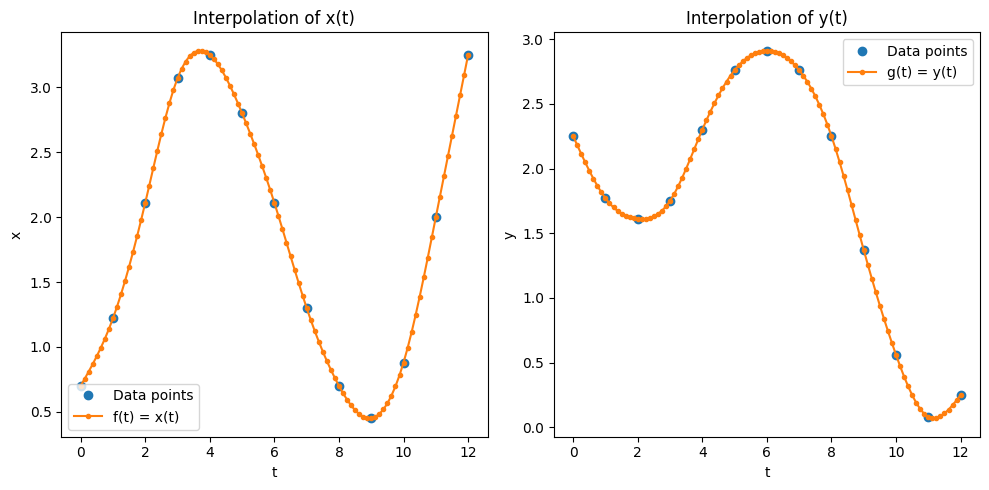 Interpolation of x(t)
3.0
2.5
2.0
1.5
1.0
0.5
x
0 2 4 6 8 10 12
t
Data points
f(t) = x(t)
Interpolation of y(t)
3.0
2.5
2.0
1.5
1.0
0.5
0.0
y
0 2 4 6 8 10 12
t
Data points
g(t) = y(t)